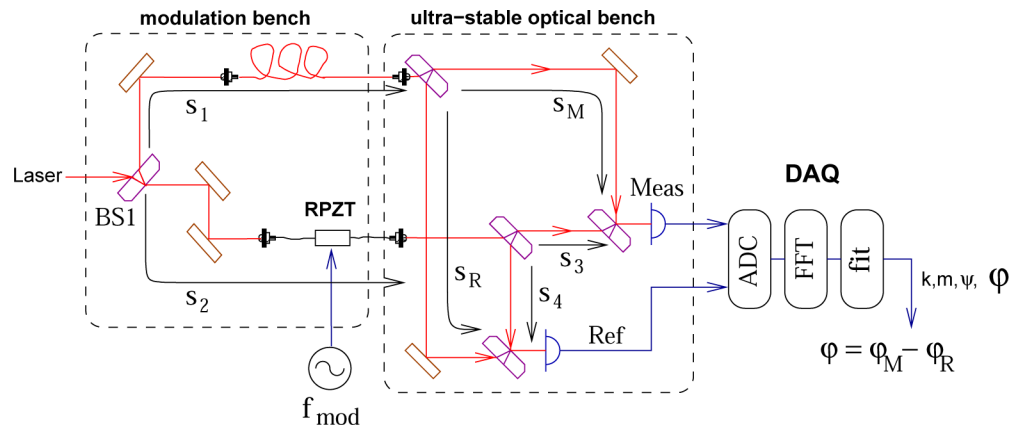 modulation bench
ultra−stable optical bench
s1
sM
Laser
BS1
RPZT
Meas
DAQ
ADC
FFT
fit
s2
sR
s3
s4
Ref
k,m,ψ, φ
φ = φM − φR
fmod